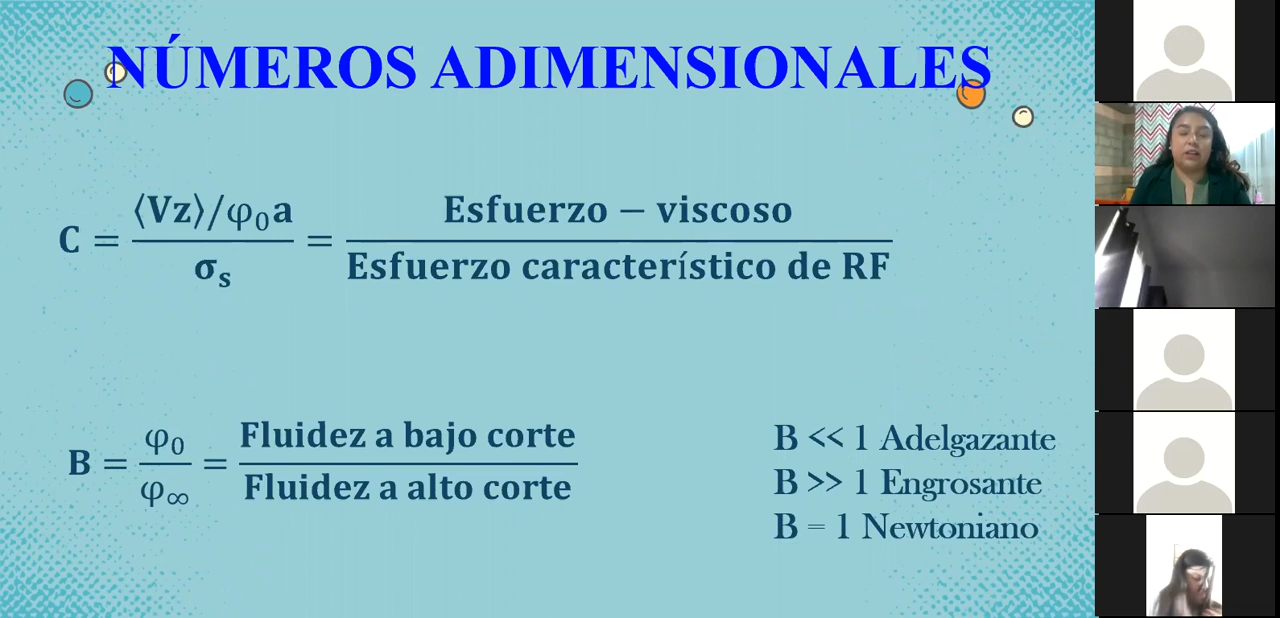 NÚMEROS ADIMENSIONALES
C = ⟨Vz⟩/φ₀a / σₛ = Esfuerzo − viscoso / Esfuerzo característico de RF
B = φ₀ / φ∞ = Fluidez a bajo corte / Fluidez a alto corte
B << 1 Adelgazante
B >> 1 Engrosante
B = 1 Newtoniano